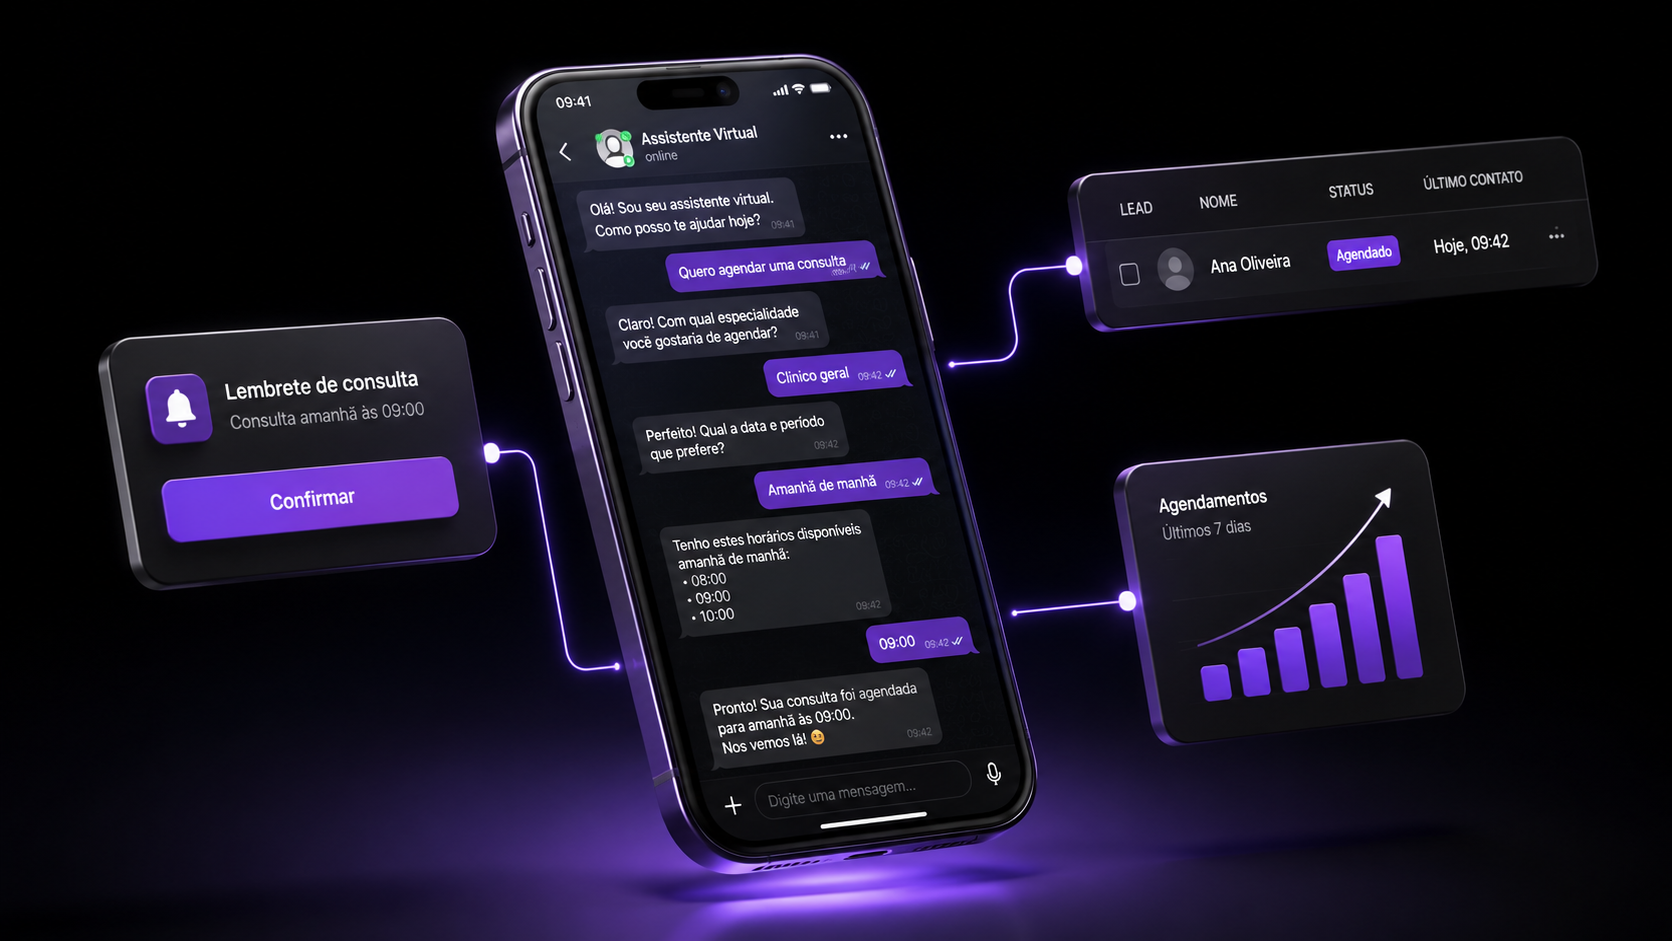 09:41
Assistente Virtual
online
Olá! Sou seu assistente virtual.
Como posso te ajudar hoje?
09:41
Quero agendar uma consulta
Claro! Com qual especialidade
você gostaria de agendar?
09:41
Clínico geral 09:42
Perfeito! Qual a data e período
que prefere?
09:42
Amanhã de manhã 09:42
Tenho estes horários disponíveis
amanhã de manhã:
• 08:00
• 09:00
• 10:00
09:42
09:00 09:42
Pronto! Sua consulta foi agendada
para amanhã às 09:00.
Nos vemos lá! 😉
09:42
Digite uma mensagem...
Lembrete de consulta
Consulta amanhã às 09:00
Confirmar
LEAD NOME STATUS ÚLTIMO CONTATO
Ana Oliveira Agendado Hoje, 09:42
Agendamentos
Últimos 7 dias